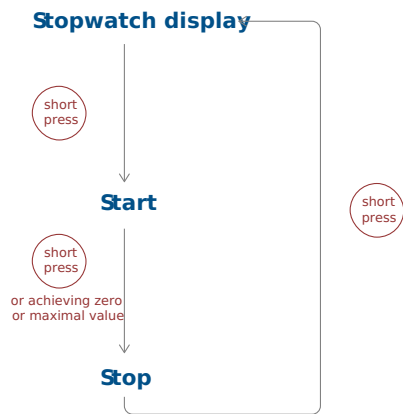 Stopwatch display
short
press
Start
short
press
short
press
or achieving zero
or maximal value
Stop